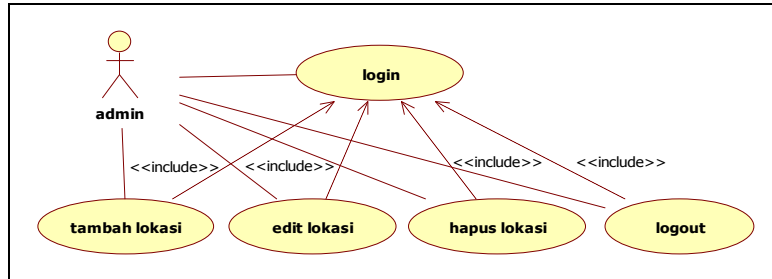 login
admin
<<include>>
<<include>>
<<include>>
<<include>>
tambah lokasi
edit lokasi
hapus lokasi
logout